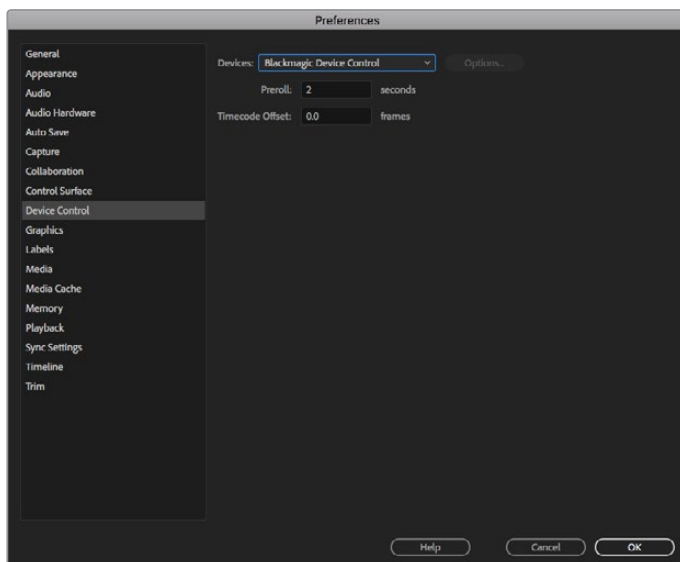 Preferences
General
Appearance
Audio
Audio Hardware
Auto Save
Capture
Collaboration
Control Surface
Device Control
Graphics
Labels
Media
Media Cache
Memory
Playback
Sync Settings
Timeline
Trim
Devices: Blackmagic Device Control Options...
Preroll: 2 seconds
Timecode Offset: 0.0 frames
Help Cancel OK